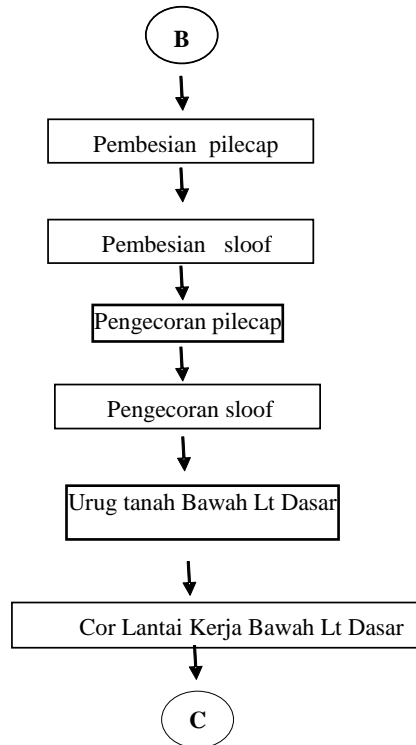 B
Pembesian pilecap
Pembesian sloof
Pengecoran pilecap
Pengecoran sloof
Urug tanah Bawah Lt Dasar
Cor Lantai Kerja Bawah Lt Dasar
C